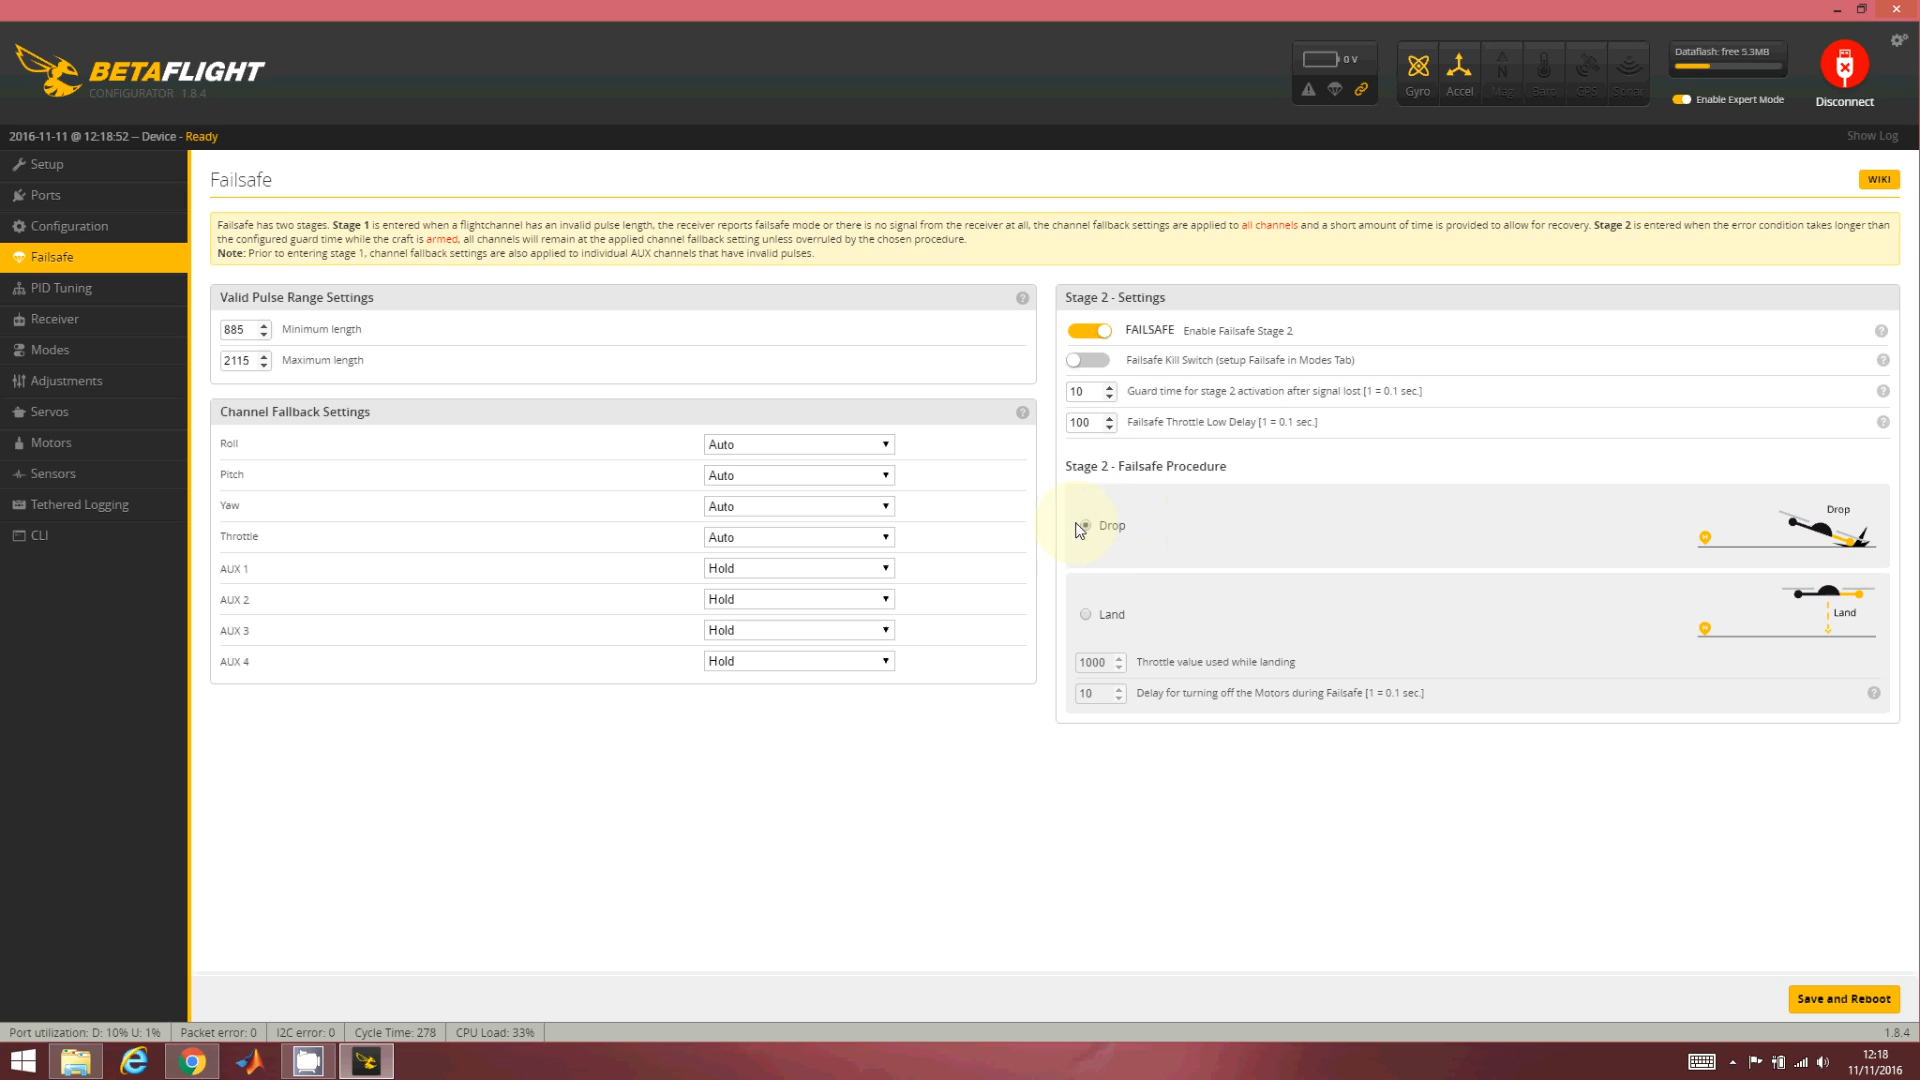 BETAFLIGHT
CONFIGURATOR 1.8.4
0 V
Gyro
Accel
Mag
Baro
GPS
Sonar
Dataflash: free 5.3MB
Enable Expert Mode
Disconnect
2016-11-11 @ 12:18:52 -- Device - Ready
Show Log
Setup
Ports
Configuration
Failsafe
PID Tuning
Receiver
Modes
Adjustments
Servos
Motors
Sensors
Tethered Logging
CLI
Failsafe
WIKI
Failsafe has two stages. Stage 1 is entered when a flightchannel has an invalid pulse length, the receiver reports failsafe mode or there is no signal from the receiver at all, the channel fallback settings are applied to all channels and a short amount of time is provided to allow for recovery. Stage 2 is entered when the error condition takes longer than
the configured guard time while the craft is armed, all channels will remain at the applied channel fallback setting unless overruled by the chosen procedure.
Note: Prior to entering stage 1, channel fallback settings are also applied to individual AUX channels that have invalid pulses.
Valid Pulse Range Settings
885 Minimum length
2115 Maximum length
Channel Fallback Settings
Roll Auto
Pitch Auto
Yaw Auto
Throttle Auto
AUX 1 Hold
AUX 2 Hold
AUX 3 Hold
AUX 4 Hold
Stage 2 - Settings
FAILSAFE Enable Failsafe Stage 2
Failsafe Kill Switch (setup Failsafe in Modes Tab)
10 Guard time for stage 2 activation after signal lost [1 = 0.1 sec.]
100 Failsafe Throttle Low Delay [1 = 0.1 sec.]
Stage 2 - Failsafe Procedure
Drop
Drop
Land
Land
1000 Throttle value used while landing
10 Delay for turning off the Motors during Failsafe [1 = 0.1 sec.]
Save and Reboot
Port utilization: D: 10% U: 1% Packet error: 0 I2C error: 0 Cycle Time: 278 CPU Load: 33%
1.8.4
12:18
11/11/2016